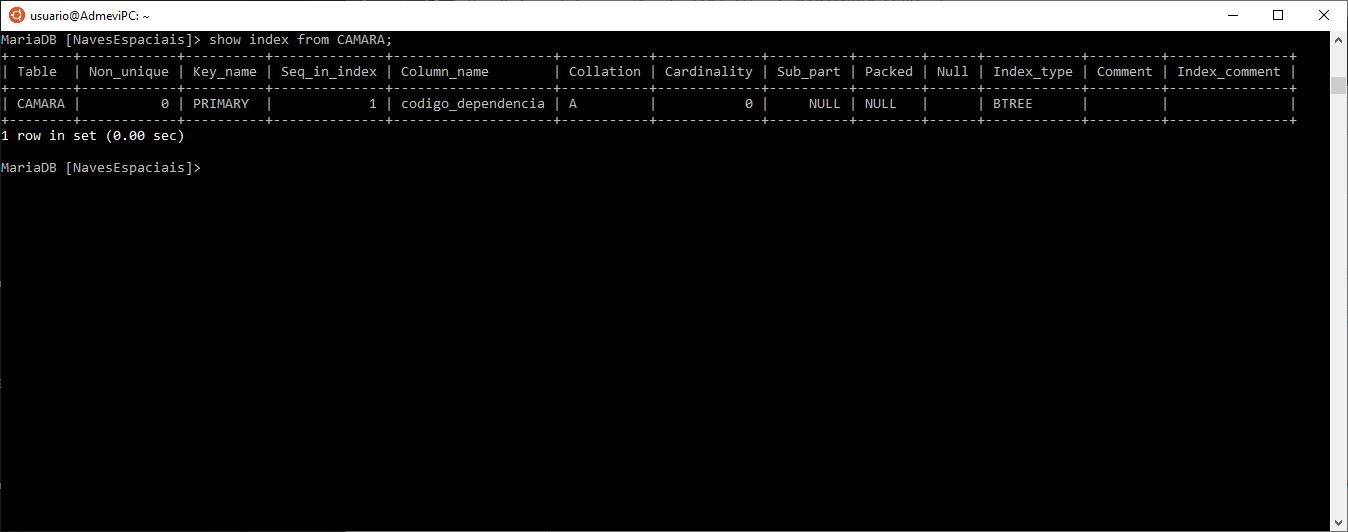 usuario@AdmeviPC: ~
MariaDB [NavesEspaciais]> show index from CAMARA;
+--------+------------+----------+--------------+--------------------+-----------+-------------+----------+--------+------+------------+---------+---------------+
| Table  | Non_unique | Key_name | Seq_in_index | Column_name        | Collation | Cardinality | Sub_part | Packed | Null | Index_type | Comment | Index_comment |
+--------+------------+----------+--------------+--------------------+-----------+-------------+----------+--------+------+------------+---------+---------------+
| CAMARA |          0 | PRIMARY  |            1 | codigo_dependencia | A         |           0 |     NULL | NULL   |      | BTREE      |         |               |
+--------+------------+----------+--------------+--------------------+-----------+-------------+----------+--------+------+------------+---------+---------------+
1 row in set (0.00 sec)
MariaDB [NavesEspaciais]>